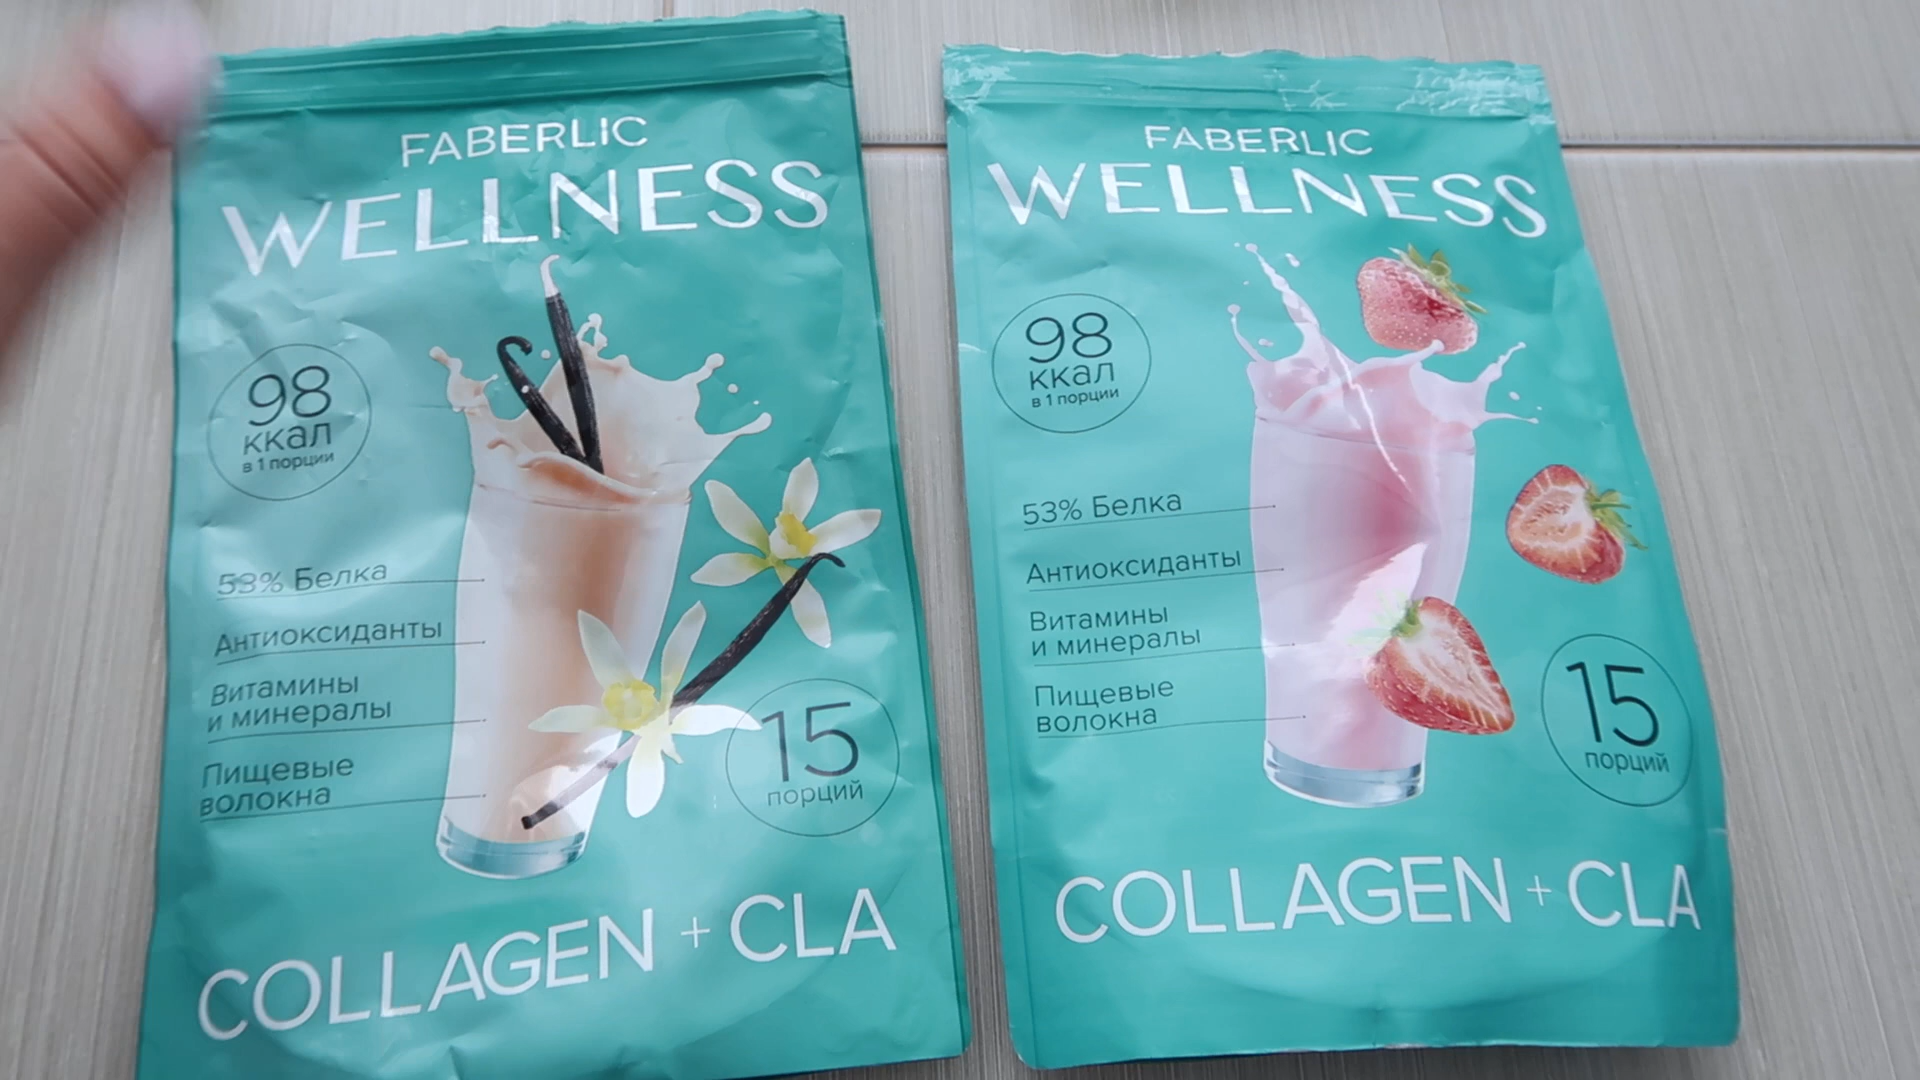 FABERLIC
WELLNESS
98
ккал
в 1 порции
53% Белка
Антиоксиданты
Витамины
и минералы
Пищевые
волокна
15
порций
COLLAGEN + CLA
FABERLIC
WELLNESS
98
ккал
в 1 порции
53% Белка
Антиоксиданты
Витамины
и минералы
Пищевые
волокна
15
порций
COLLAGEN + CLA